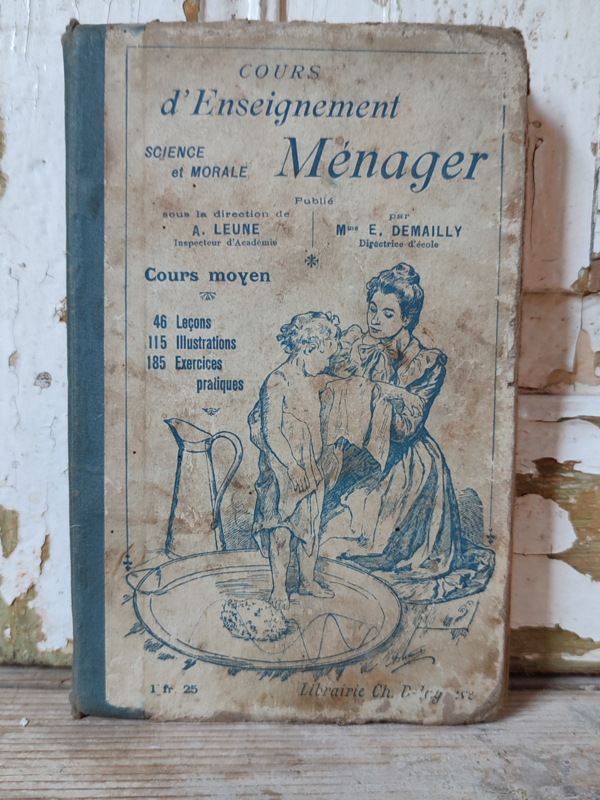 COURS
d'Enseignement
SCIENCE
et MORALE
Ménager
Publié
sous la direction de
A. LEUNE
Inspecteur d'Académie
par
Mme E. DEMAILLY
Directrice d'école
Cours moyen
46 Leçons
115 Illustrations
185 Exercices
pratiques
1 fr. 25
Librairie Ch.